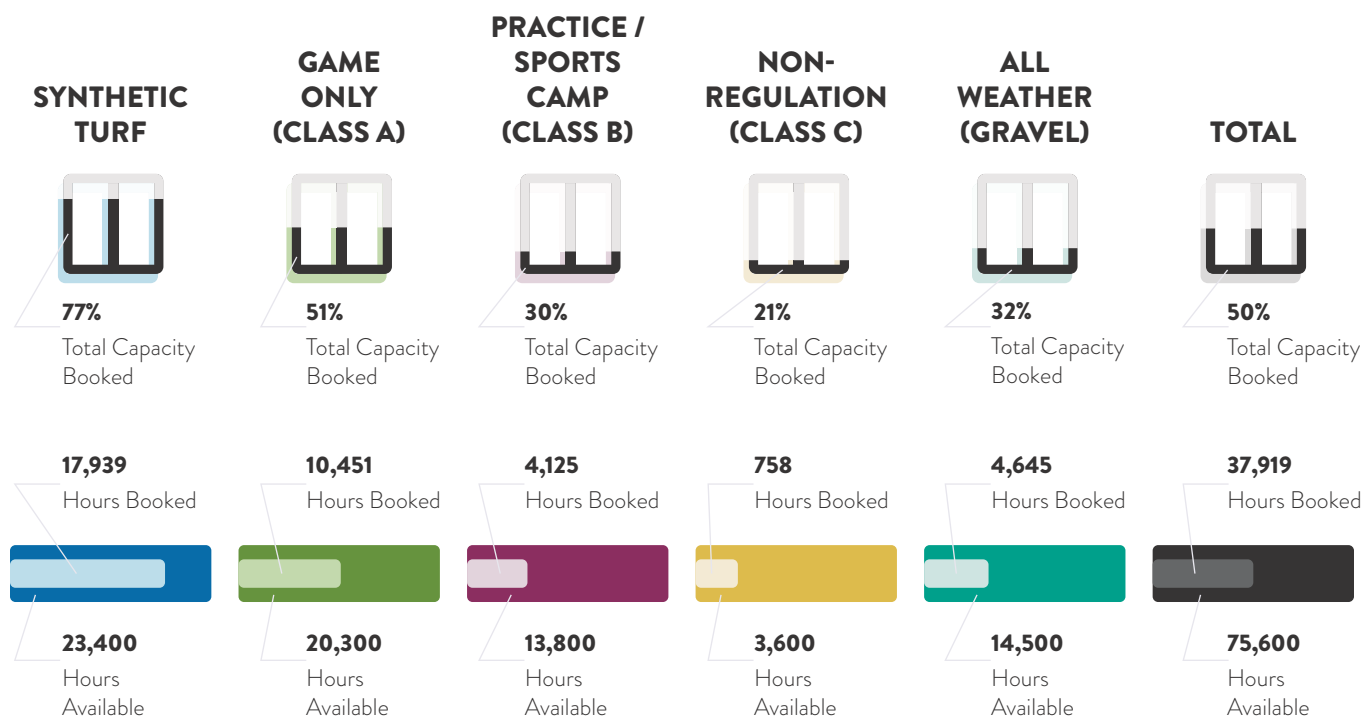 SYNTHETIC
TURF
77%
Total Capacity
Booked
17,939
Hours Booked
23,400
Hours
Available
GAME
ONLY
(CLASS A)
51%
Total Capacity
Booked
10,451
Hours Booked
20,300
Hours
Available
PRACTICE /
SPORTS
CAMP
(CLASS B)
30%
Total Capacity
Booked
4,125
Hours Booked
13,800
Hours
Available
NON-
REGULATION
(CLASS C)
21%
Total Capacity
Booked
758
Hours Booked
3,600
Hours
Available
ALL
WEATHER
(GRAVEL)
32%
Total Capacity
Booked
4,645
Hours Booked
14,500
Hours
Available
TOTAL
50%
Total Capacity
Booked
37,919
Hours Booked
75,600
Hours
Available